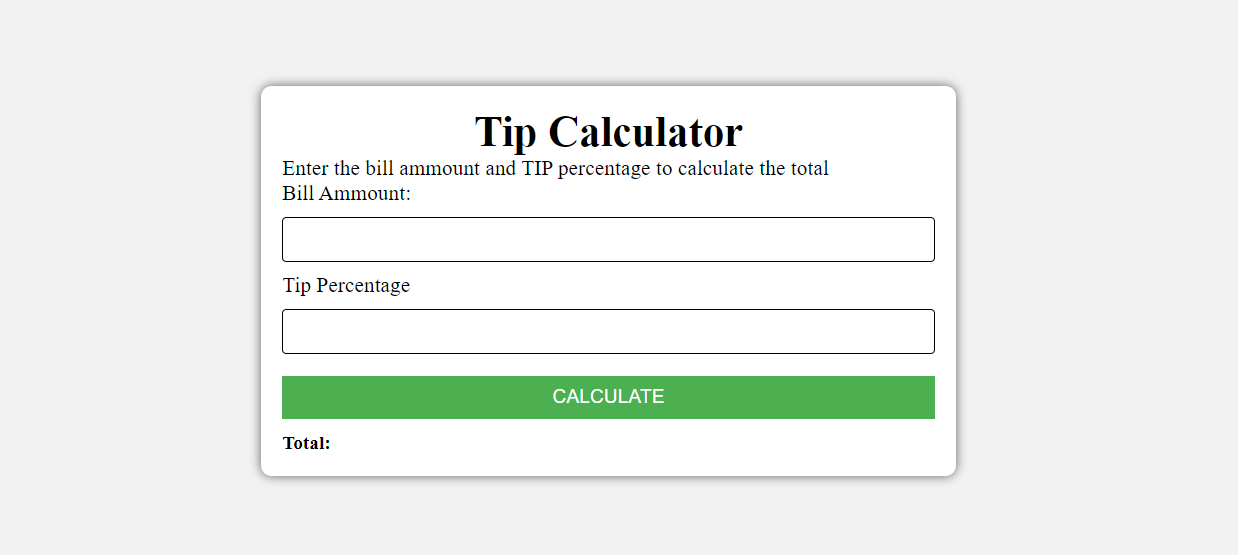 Tip Calculator
Enter the bill ammount and TIP percentage to calculate the total
Bill Ammount:
Tip Percentage
CALCULATE
Total: